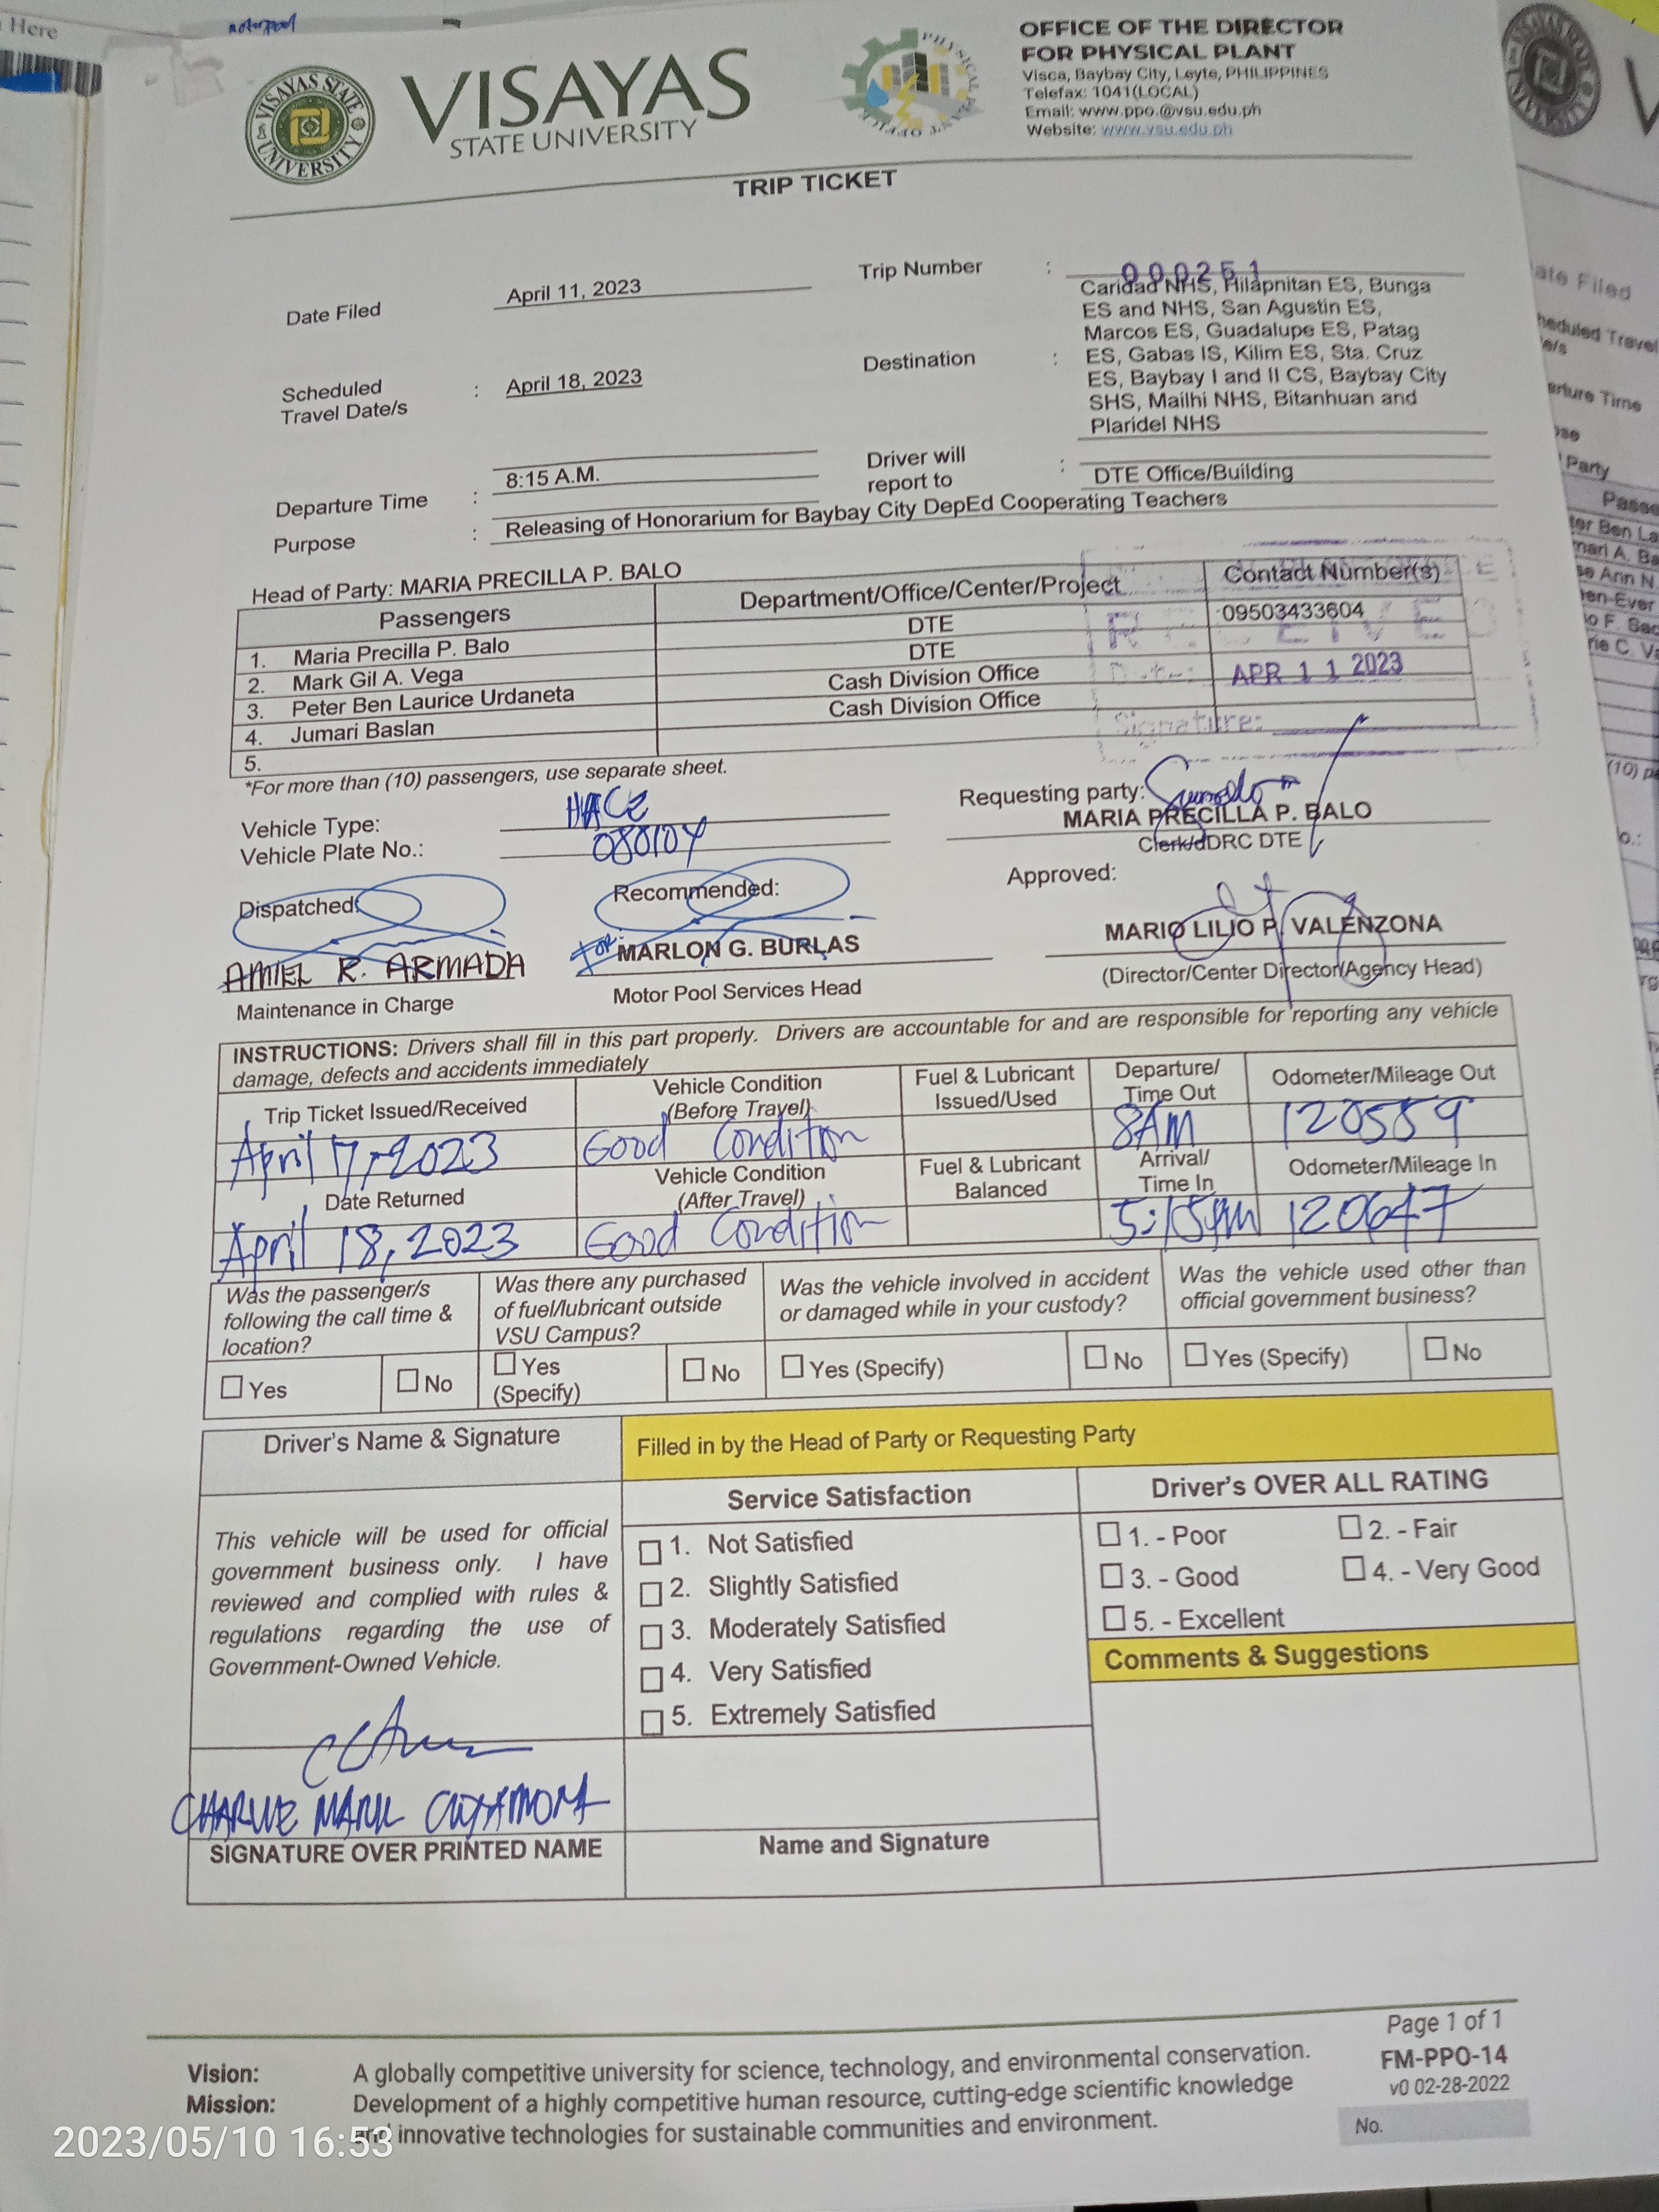 Here
motorpool
VISAYAS STATE UNIVERSITY
VISAYAS
STATE UNIVERSITY
OFFICE OF THE DIRECTOR
FOR PHYSICAL PLANT
Visca, Baybay City, Leyte, PHILIPPINES
Telefax: 1041(LOCAL)
Email: www.ppo.@vsu.edu.ph
Website: www.vsu.edu.ph
TRIP TICKET
Date Filed April 11, 2023
Trip Number : 000261
Scheduled Travel Date/s : April 18, 2023
Destination : Caridad NHS, Hilapnitan ES, Bunga
ES and NHS, San Agustin ES,
Marcos ES, Guadalupe ES, Patag
ES, Gabas IS, Kilim ES, Sta. Cruz
ES, Baybay I and II CS, Baybay City
SHS, Mailhi NHS, Bitanhuan and
Plaridel NHS
Departure Time : 8:15 A.M.
Driver will report to : DTE Office/Building
Purpose : Releasing of Honorarium for Baybay City DepEd Cooperating Teachers
Head of Party: MARIA PRECILLA P. BALO
Passengers Department/Office/Center/Project Contact Number(s)
1. Maria Precilla P. Balo DTE 09503433604
2. Mark Gil A. Vega DTE
3. Peter Ben Laurice Urdaneta Cash Division Office
4. Jumari Baslan Cash Division Office
5.
RECEIVED
Date: APR 11 2023
Signature:
*For more than (10) passengers, use separate sheet.
Vehicle Type: HACE
Vehicle Plate No.: 080104
Requesting party:
MARIA PRECILLA P. BALO
Clerk/dDRC DTE
Dispatched:
AMIEL R. ARMADA
Maintenance in Charge
Recommended:
For: MARLON G. BURLAS
Motor Pool Services Head
Approved:
MARIO LILIO P. VALENZONA
(Director/Center Director/Agency Head)
INSTRUCTIONS: Drivers shall fill in this part properly. Drivers are accountable for and are responsible for reporting any vehicle
damage, defects and accidents immediately
Trip Ticket Issued/Received Vehicle Condition (Before Travel) Fuel & Lubricant Issued/Used Departure/ Time Out Odometer/Mileage Out
April 17, 2023 Good Condition 8AM 120559
Date Returned Vehicle Condition (After Travel) Fuel & Lubricant Balanced Arrival/ Time In Odometer/Mileage In
April 18, 2023 Good Condition 5:15pm 120647
Was the passenger/s
following the call time &
location?
☐ Yes ☐ No
Was there any purchased
of fuel/lubricant outside
VSU Campus?
☐ Yes (Specify) ☐ No
Was the vehicle involved in accident
or damaged while in your custody?
☐ Yes (Specify) ☐ No
Was the vehicle used other than
official government business?
☐ Yes (Specify) ☐ No
Driver's Name & Signature
Filled in by the Head of Party or Requesting Party
This vehicle will be used for official
government business only. I have
reviewed and complied with rules &
regulations regarding the use of
Government-Owned Vehicle.
CHARLIE MARK
SIGNATURE OVER PRINTED NAME
Service Satisfaction
☐ 1. Not Satisfied
☐ 2. Slightly Satisfied
☐ 3. Moderately Satisfied
☐ 4. Very Satisfied
☐ 5. Extremely Satisfied
Name and Signature
Driver's OVER ALL RATING
☐ 1. - Poor ☐ 2. - Fair
☐ 3. - Good ☐ 4. - Very Good
☐ 5. - Excellent
Comments & Suggestions
Vision: A globally competitive university for science, technology, and environmental conservation.
Mission: Development of a highly competitive human resource, cutting-edge scientific knowledge
and innovative technologies for sustainable communities and environment.
Page 1 of 1
FM-PPO-14
v0 02-28-2022
No.
2023/05/10 16:53